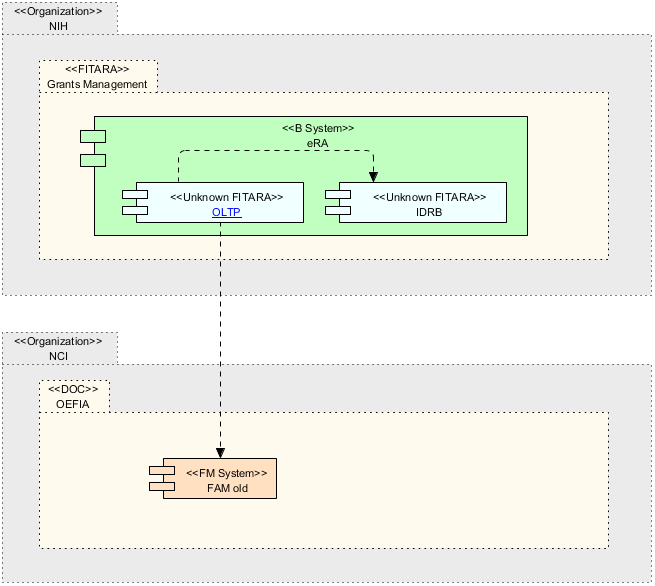 <<Organization>>
NIH
<<FITARA>>
Grants Management
<<B System>>
eRA
<<Unknown FITARA>>
OLTP
<<Unknown FITARA>>
IDRB
<<Organization>>
NCI
<<DOC>>
OEFIA
<<FM System>>
FAM old